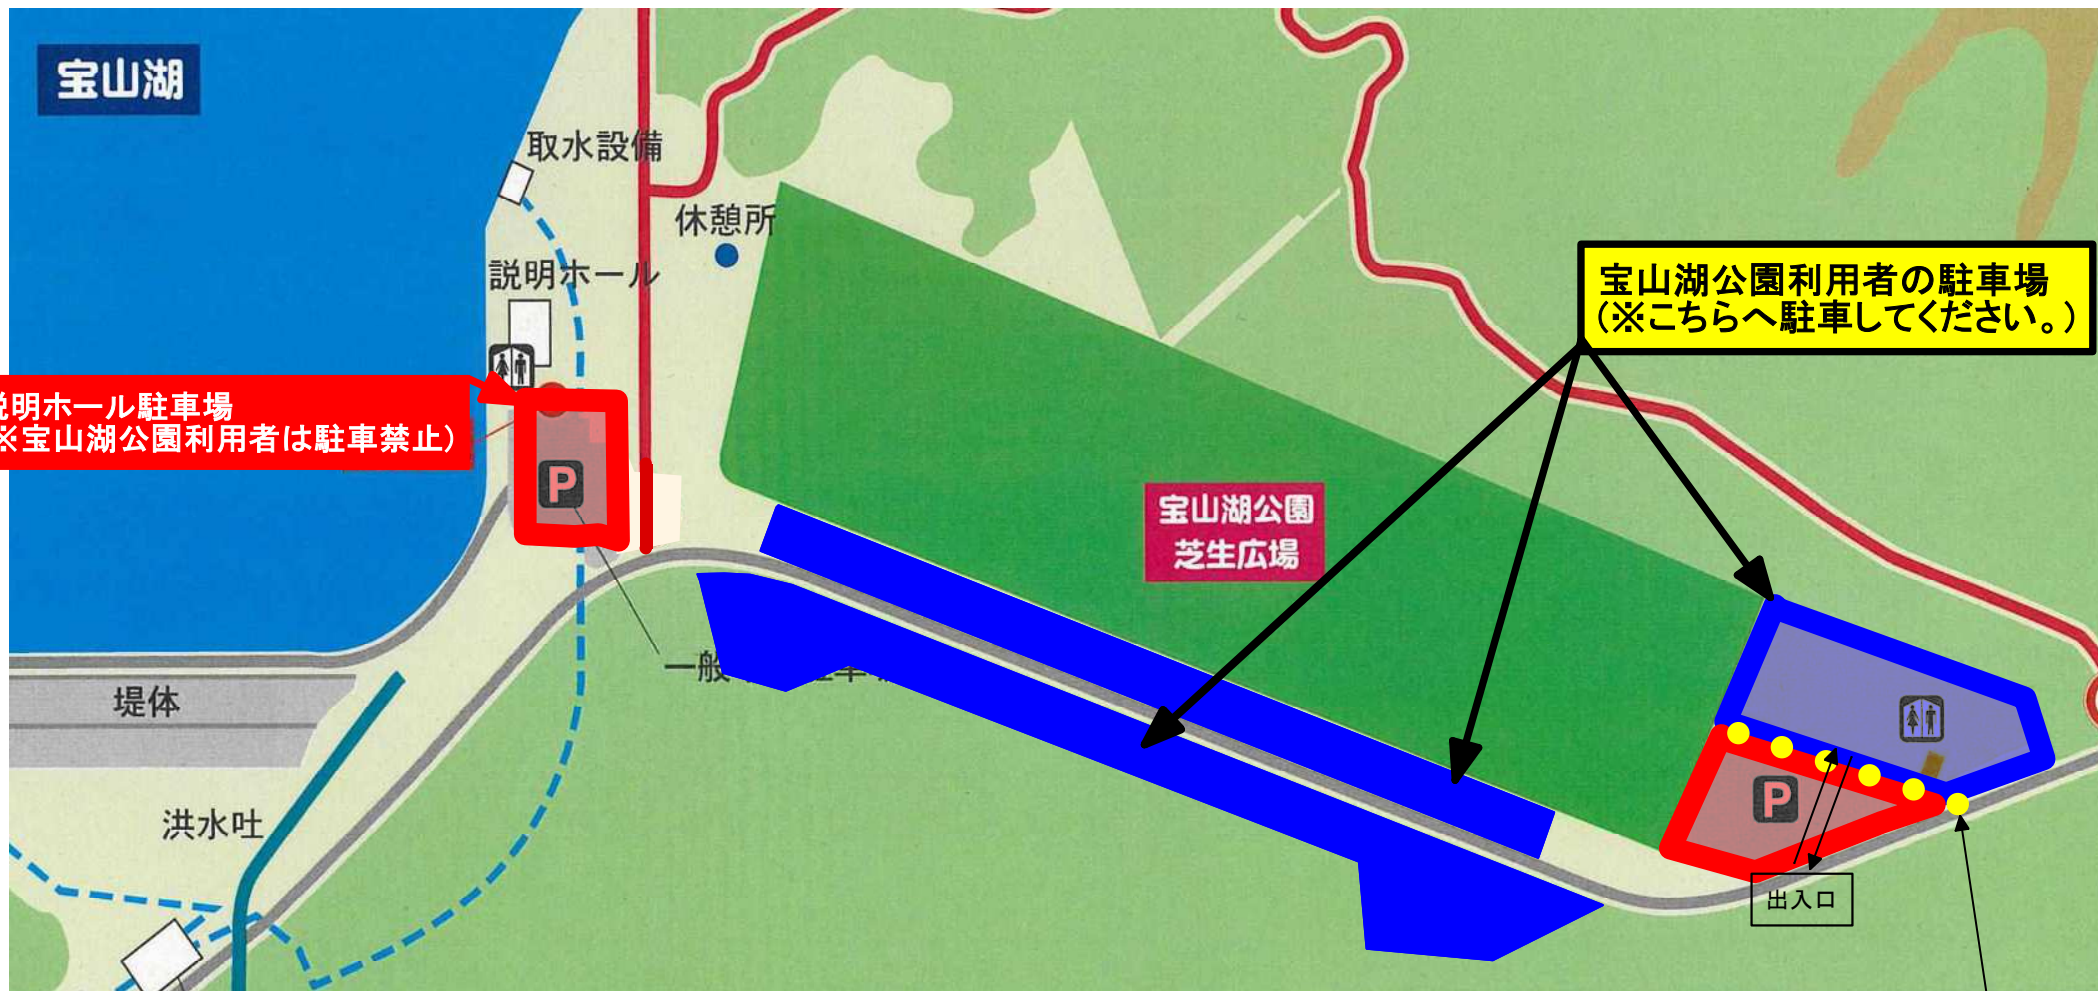 宝山湖
取水設備
休憩所
説明ホール
宝山湖公園利用者の駐車場
(※こちらへ駐車してください。)
説明ホール駐車場
※宝山湖公園利用者は駐車禁止)
P
宝山湖公園
芝生広場
一般
堤体
洪水吐
P
出入口